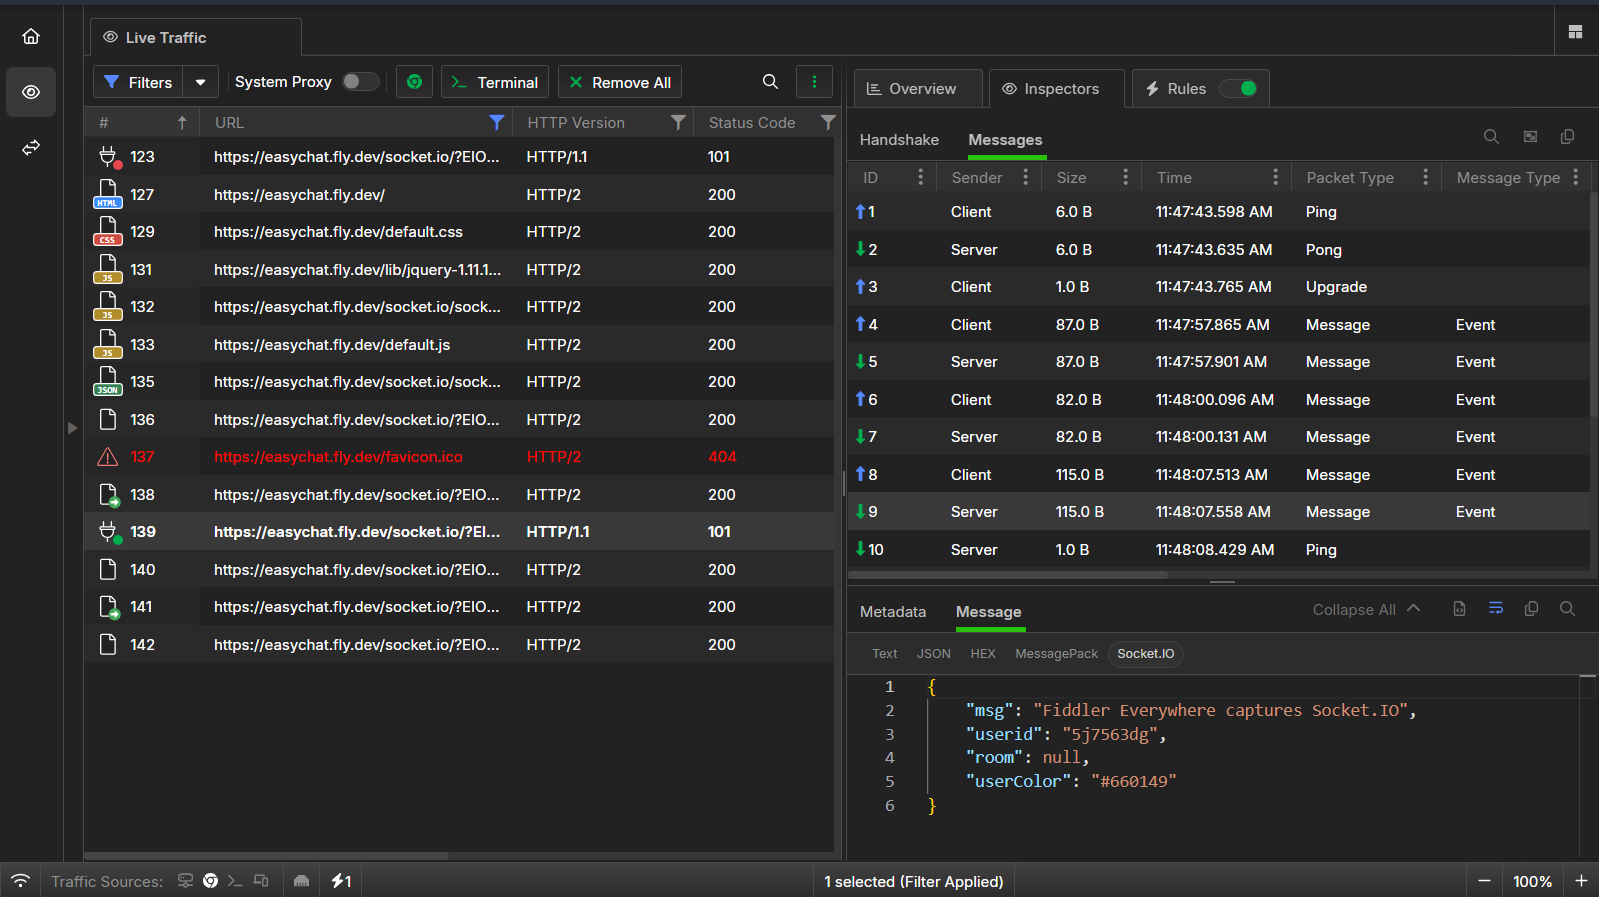 Live Traffic
Filters System Proxy Terminal Remove All
# URL HTTP Version Status Code
123 https://easychat.fly.dev/socket.io/?EIO... HTTP/1.1 101
HTML 127 https://easychat.fly.dev/ HTTP/2 200
CSS 129 https://easychat.fly.dev/default.css HTTP/2 200
JS 131 https://easychat.fly.dev/lib/jquery-1.11.1... HTTP/2 200
JS 132 https://easychat.fly.dev/socket.io/sock... HTTP/2 200
JS 133 https://easychat.fly.dev/default.js HTTP/2 200
JSON 135 https://easychat.fly.dev/socket.io/sock... HTTP/2 200
136 https://easychat.fly.dev/socket.io/?EIO... HTTP/2 200
137 https://easychat.fly.dev/favicon.ico HTTP/2 404
138 https://easychat.fly.dev/socket.io/?EIO... HTTP/2 200
139 https://easychat.fly.dev/socket.io/?EI... HTTP/1.1 101
140 https://easychat.fly.dev/socket.io/?EIO... HTTP/2 200
141 https://easychat.fly.dev/socket.io/?EIO... HTTP/2 200
142 https://easychat.fly.dev/socket.io/?EIO... HTTP/2 200
Overview Inspectors Rules
Handshake Messages
ID Sender Size Time Packet Type Message Type
1 Client 6.0 B 11:47:43.598 AM Ping
2 Server 6.0 B 11:47:43.635 AM Pong
3 Client 1.0 B 11:47:43.765 AM Upgrade
4 Client 87.0 B 11:47:57.865 AM Message Event
5 Server 87.0 B 11:47:57.901 AM Message Event
6 Client 82.0 B 11:48:00.096 AM Message Event
7 Server 82.0 B 11:48:00.131 AM Message Event
8 Client 115.0 B 11:48:07.513 AM Message Event
9 Server 115.0 B 11:48:07.558 AM Message Event
10 Server 1.0 B 11:48:08.429 AM Ping
Metadata Message Collapse All
Text JSON HEX MessagePack Socket.IO
1 {
2 "msg": "Fiddler Everywhere captures Socket.IO",
3 "userid": "5j7563dg",
4 "room": null,
5 "userColor": "#660149"
6 }
Traffic Sources: 1 1 selected (Filter Applied) 100%